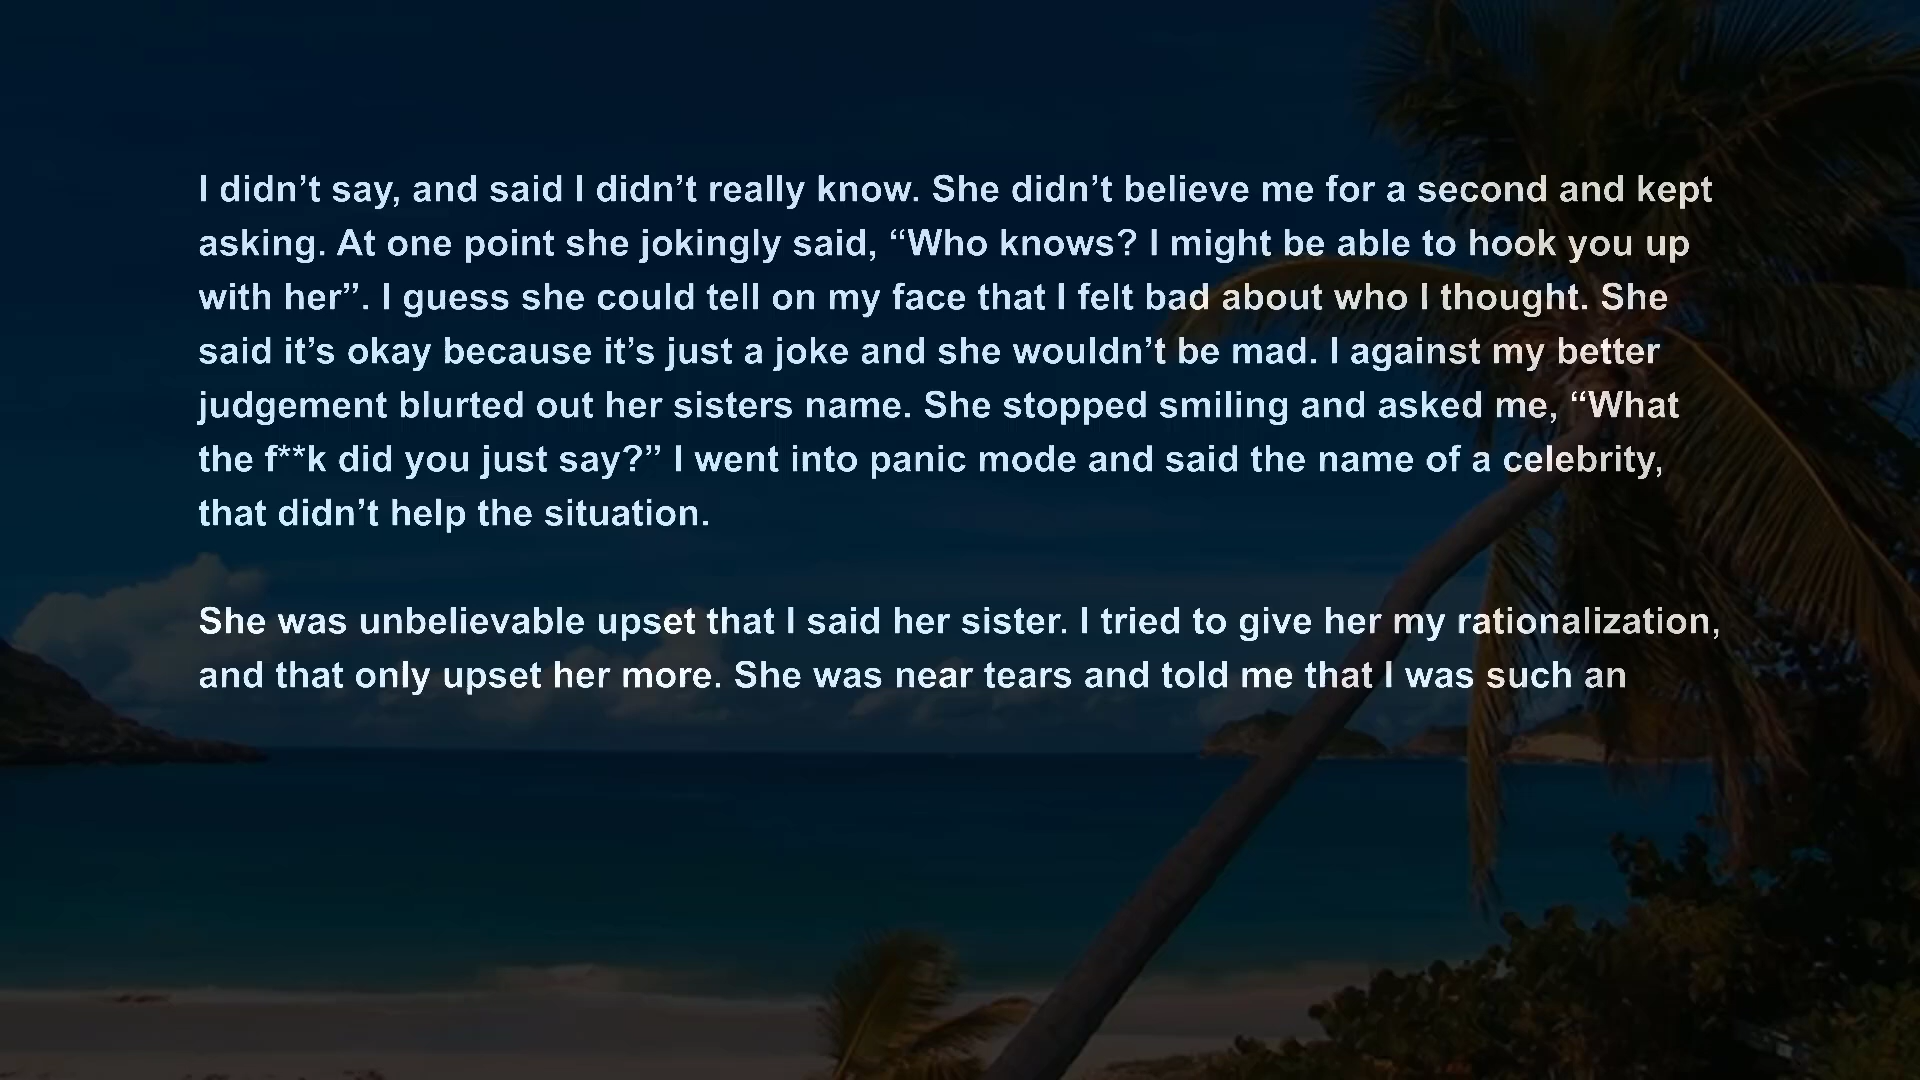 I didn’t say, and said I didn’t really know. She didn’t believe me for a second and kept
asking. At one point she jokingly said, “Who knows? I might be able to hook you up
with her”. I guess she could tell on my face that I felt bad about who I thought. She
said it’s okay because it’s just a joke and she wouldn’t be mad. I against my better
judgement blurted out her sisters name. She stopped smiling and asked me, “What
the f**k did you just say?” I went into panic mode and said the name of a celebrity,
that didn’t help the situation.
She was unbelievable upset that I said her sister. I tried to give her my rationalization,
and that only upset her more. She was near tears and told me that I was such an